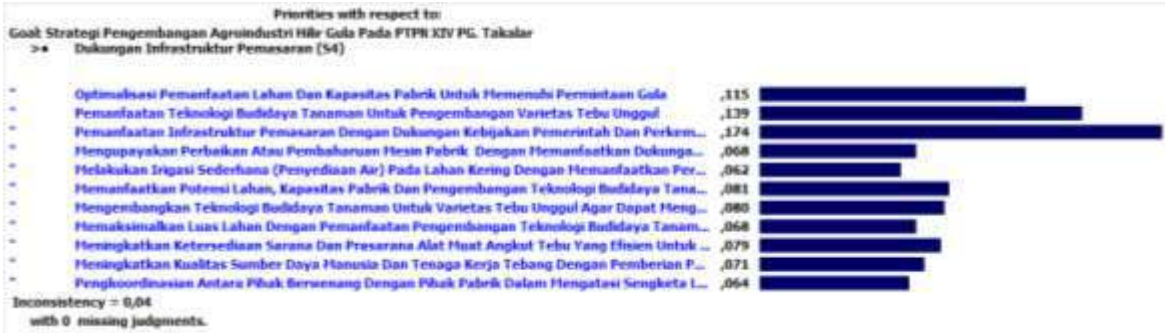 Priorities with respect to:
Goal: Strategi Pengembangan Agroindustri Hilir Gula Pada PTPN XIV PG. Takalar
>• Dukungan Infrastruktur Pemasaran (S4)
Optimalisasi Pemanfaatan Lahan Dan Kapasitas Pabrik Untuk Memenuhi Permintaan Gula ,115
Pemanfaatan Teknologi Budidaya Tanaman Untuk Pengembangan Varietas Tebu Unggul ,139
Pemanfaatan Infrastruktur Pemasaran Dengan Dukungan Kebijakan Pemerintah Dan Perkem... ,174
Mengupayakan Perbaikan Atau Pembaharuan Mesin Pabrik Dengan Memanfaatkan Dukunga... ,068
Melakukan Irigasi Sederhana (Penyediaan Air) Pada Lahan Kering Dengan Memanfaatkan Per... ,062
Memanfaatkan Potensi Lahan, Kapasitas Pabrik Dan Pengembangan Teknologi Budidaya Tana... ,081
Mengembangkan Teknologi Budidaya Tanaman Untuk Varietas Tebu Unggul Agar Dapat Meng... ,080
Memaksimalkan Luas Lahan Dengan Pemanfaatan Pengembangan Teknologi Budidaya Tanam... ,068
Meningkatkan Ketersediaan Sarana Dan Prasarana Alat Muat Angkut Tebu Yang Efisien Untuk ... ,079
Meningkatkan Kualitas Sumber Daya Manusia Dan Tenaga Kerja Tebang Dengan Pemberian P... ,071
Pengkoordinasian Antara Pihak Berwenang Dengan Pihak Pabrik Dalam Mengatasi Sengketa L... ,064
Inconsistency = 0,04
with 0 missing judgments.